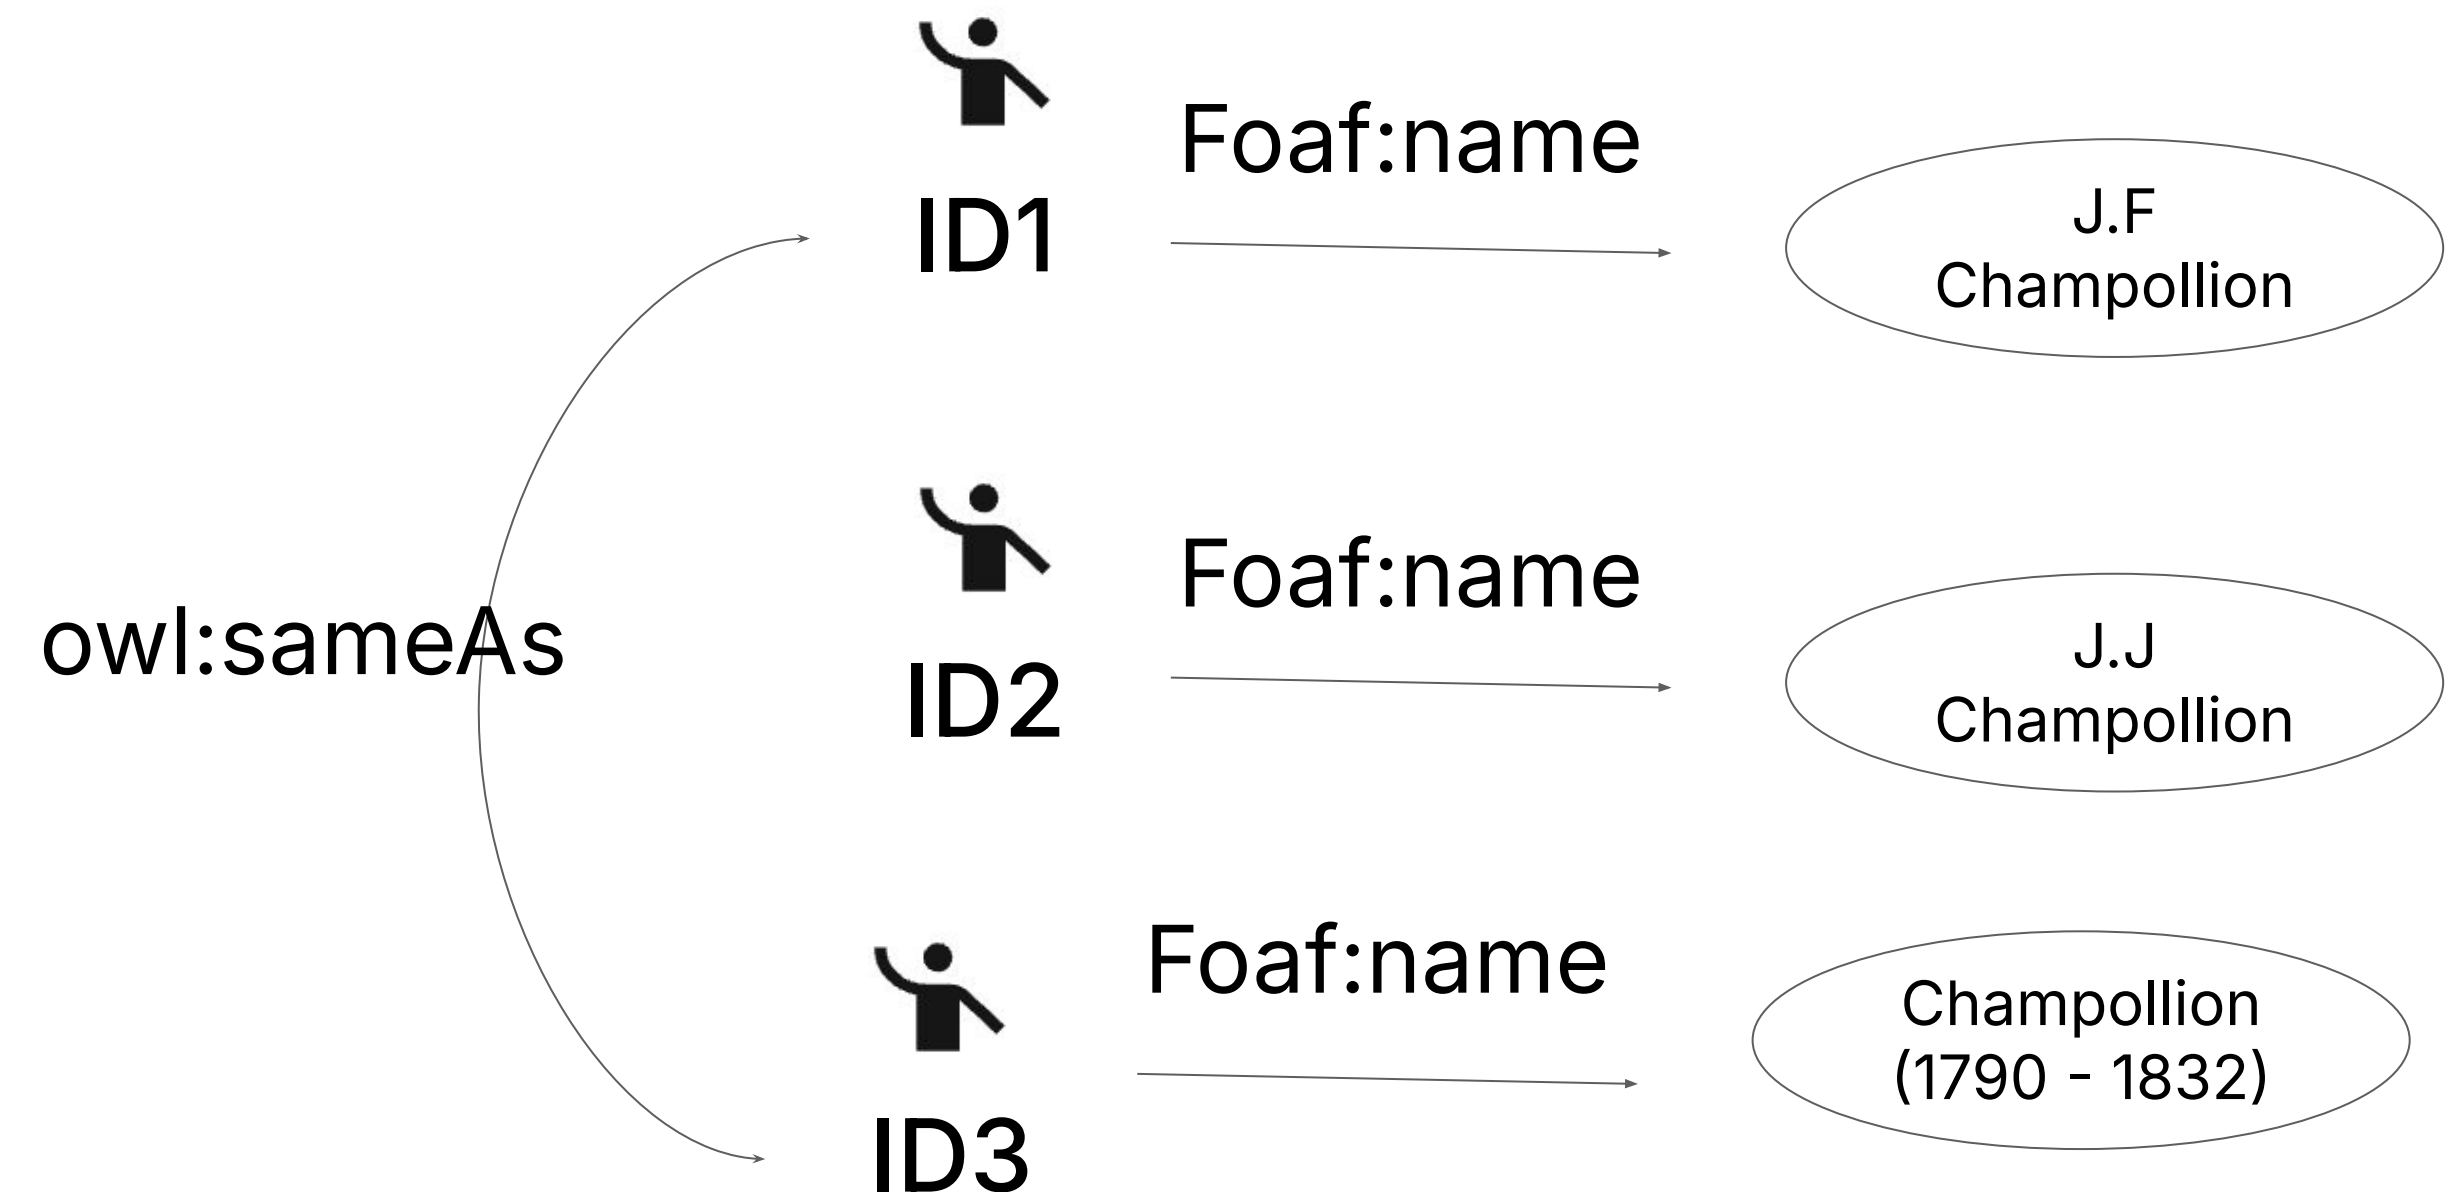 Foaf:name
ID1
J.F
Champollion
Foaf:name
owl:sameAs
ID2
J.J
Champollion
Foaf:name
ID3
Champollion
(1790 - 1832)